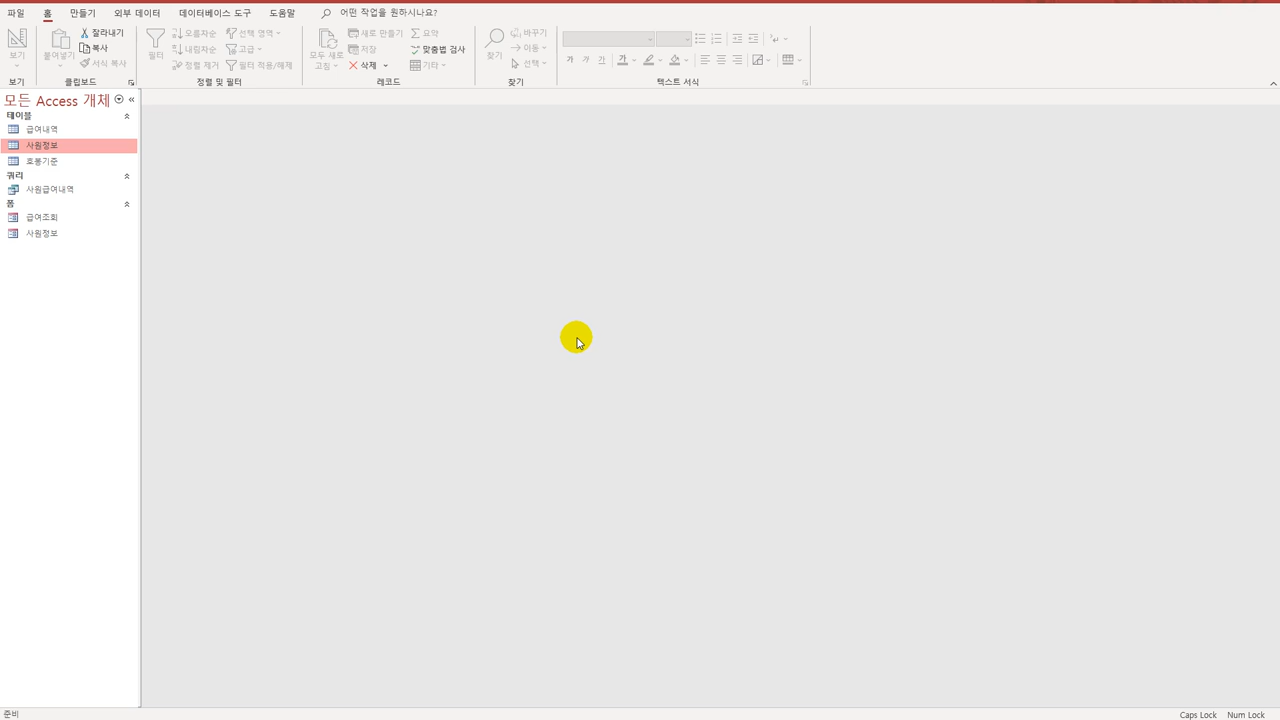 파일 홈 만들기 외부 데이터 데이터베이스 도구 도움말 어떤 작업을 원하시나요?
보기
붙여넣기
잘라내기
복사
서식 복사
필터
오름차순
내림차순
정렬 제거
선택 영역
고급
필터 적용/해제
모두 새로
고침
새로 만들기
저장
삭제
요약
맞춤법 검사
기타
찾기
바꾸기
이동
선택
가 가 가 가
보기 클립보드 정렬 및 필터 레코드 찾기 텍스트 서식
모든 Access 개체
테이블
급여내역
사원정보
호봉기준
쿼리
사원급여내역
폼
급여조회
사원정보
준비 Caps Lock Num Lock